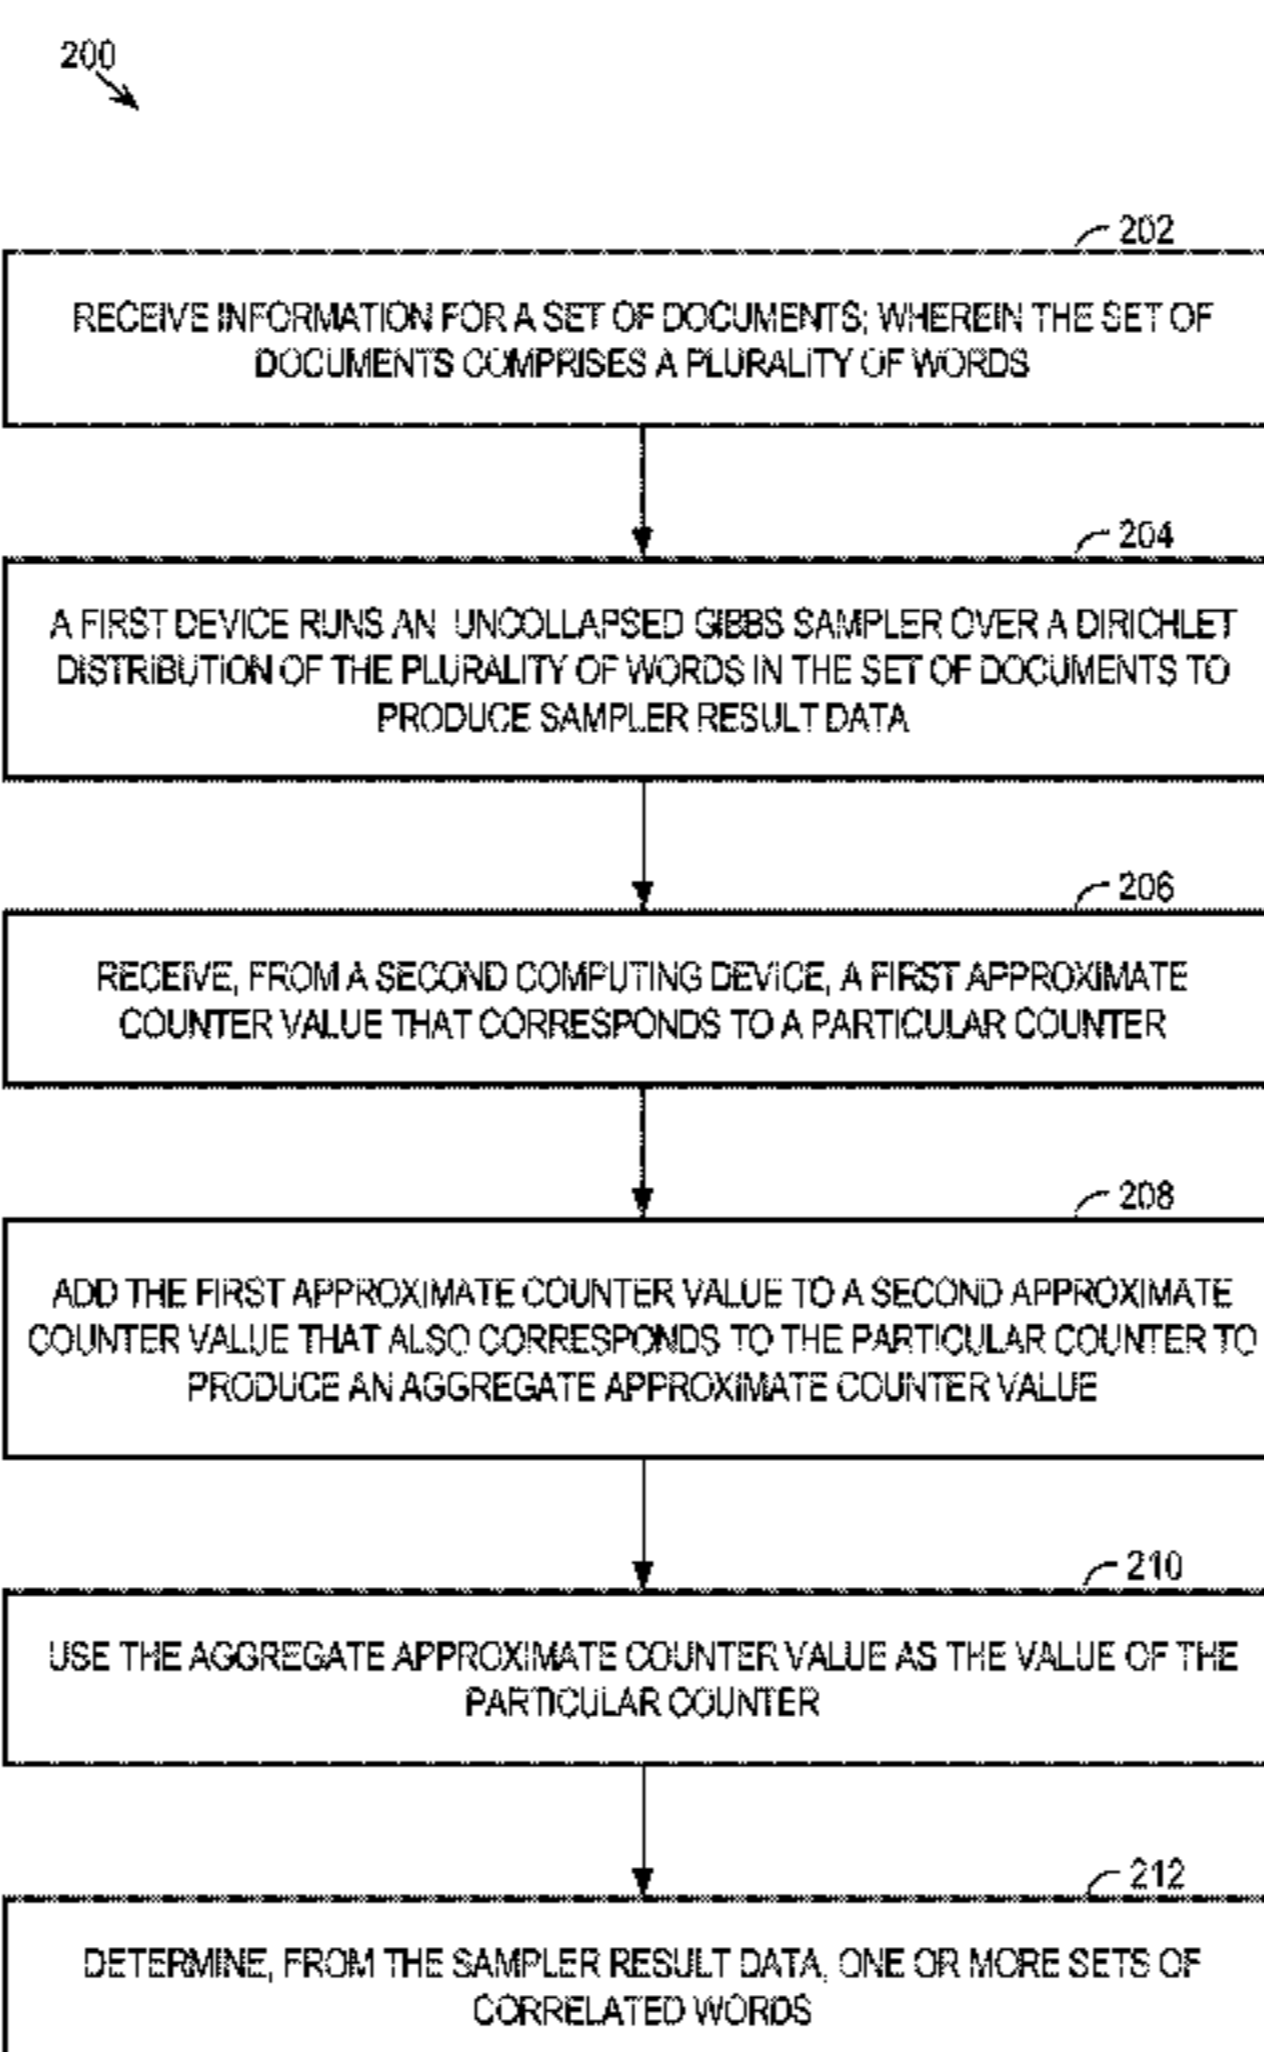 200
202
RECEIVE INFORMATION FOR A SET OF DOCUMENTS; WHEREIN THE SET OF
DOCUMENTS COMPRISES A PLURALITY OF WORDS
204
A FIRST DEVICE RUNS AN UNCOLLAPSED GIBBS SAMPLER OVER A DIRICHLET
DISTRIBUTION OF THE PLURALITY OF WORDS IN THE SET OF DOCUMENTS TO
PRODUCE SAMPLER RESULT DATA
206
RECEIVE, FROM A SECOND COMPUTING DEVICE, A FIRST APPROXIMATE
COUNTER VALUE THAT CORRESPONDS TO A PARTICULAR COUNTER
208
ADD THE FIRST APPROXIMATE COUNTER VALUE TO A SECOND APPROXIMATE
COUNTER VALUE THAT ALSO CORRESPONDS TO THE PARTICULAR COUNTER TO
PRODUCE AN AGGREGATE APPROXIMATE COUNTER VALUE
210
USE THE AGGREGATE APPROXIMATE COUNTER VALUE AS THE VALUE OF THE
PARTICULAR COUNTER
212
DETERMINE, FROM THE SAMPLER RESULT DATA, ONE OR MORE SETS OF
CORRELATED WORDS